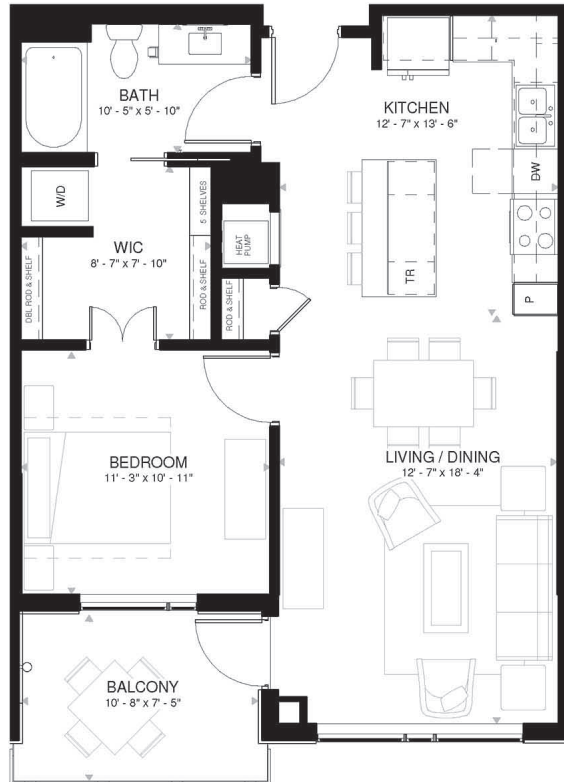 BATH
10' - 5" x 5' - 10"
KITCHEN
12' - 7" x 13' - 6"
W/D
5 SHELVES
DW
WIC
8' - 7" x 7' - 10"
HEAT
PUMP
DBL ROD & SHELF
ROD & SHELF
ROD & SHELF
TR
P
BEDROOM
11' - 3" x 10' - 11"
LIVING / DINING
12' - 7" x 18' - 4"
BALCONY
10' - 8" x 7' - 5"